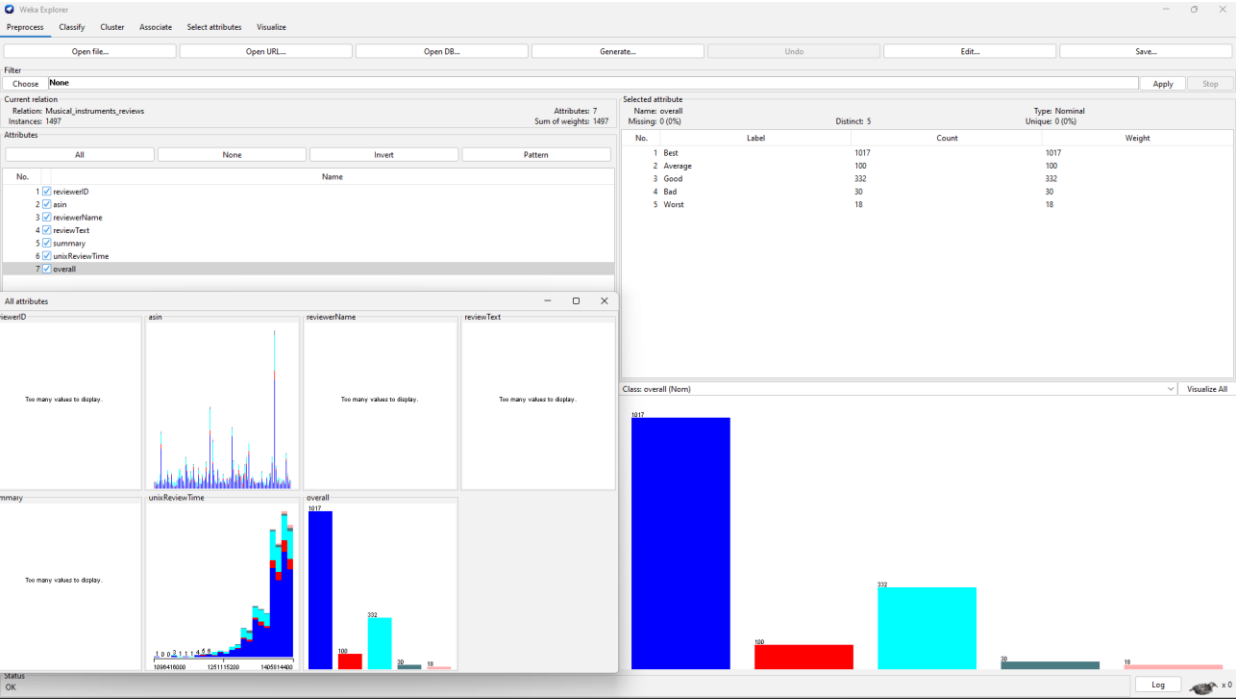 Weka Explorer
Preprocess Classify Cluster Associate Select attributes Visualize
Open file... Open URL... Open DB... Generate... Undo Edit... Save...
Filter
Choose None Apply Stop
Current relation
Relation: Musical_instruments_reviews Attributes: 7
Instances: 1497 Sum of weights: 1497
Attributes
All None Invert Pattern
No. Name
1 reviewerID
2 asin
3 reviewerName
4 reviewText
5 summary
6 unixReviewTime
7 overall
Selected attribute
Name: overall Type: Nominal
Missing: 0 (0%) Distinct: 5 Unique: 0 (0%)
No. Label Count Weight
1 Best 1017 1017
2 Average 100 100
3 Good 332 332
4 Bad 30 30
5 Worst 18 18
All attributes
viewerID asin reviewerName reviewText
Too many values to display. Too many values to display. Too many values to display.
mmary unixReviewTime overall
Too many values to display.
1017
100
332
30
18
1251115200 1405814400
Class: overall (Nom) Visualize All
1017
100
332
30
18
Status
OK
Log x 0